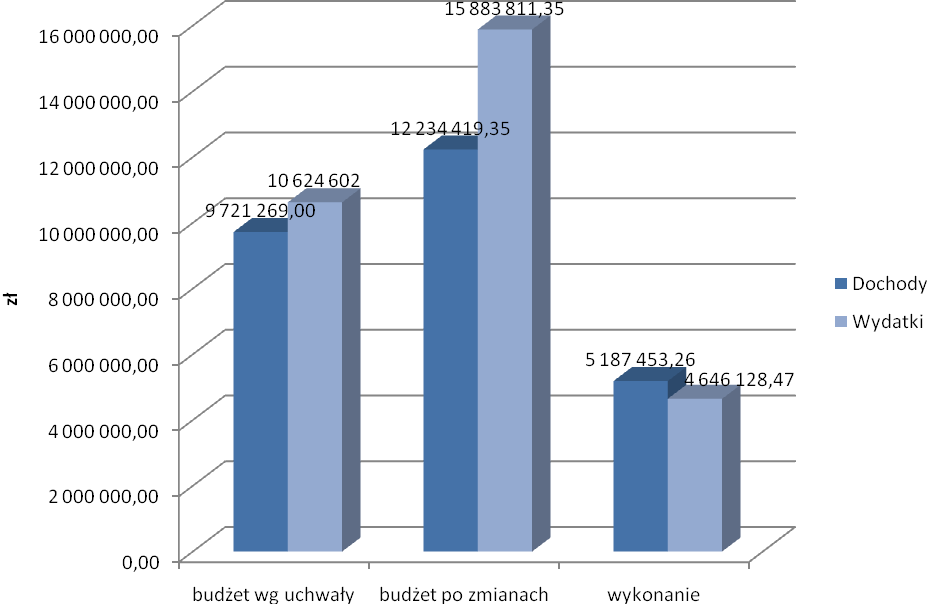 15 883 811,35
16 000 000,00
14 000 000,00
12 234 419,35
12 000 000,00
10 624 602
9 721 269,00
10 000 000,00
8 000 000,00
zł
Dochody
Wydatki
6 000 000,00
5 187 453,26
4 646 128,47
4 000 000,00
2 000 000,00
0,00
budżet wg uchwały
budżet po zmianach
wykonanie